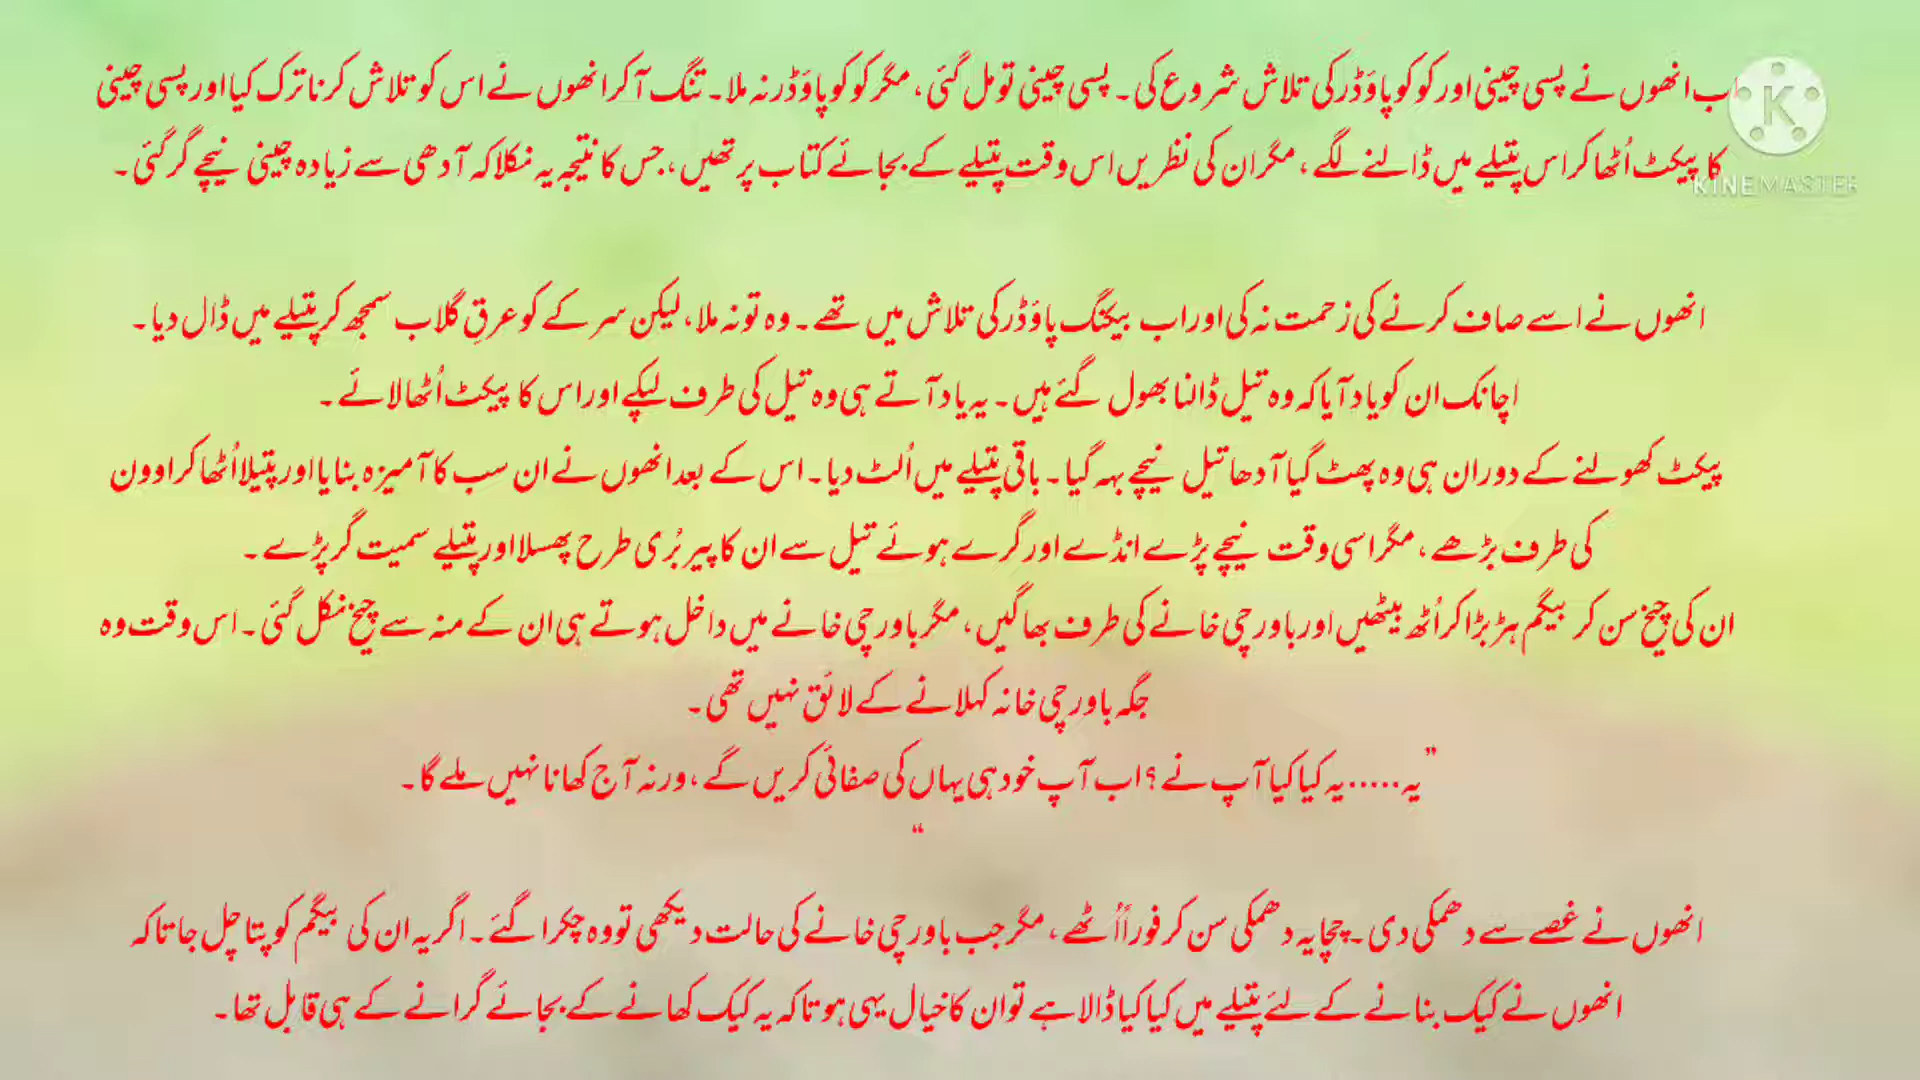 اب انھوں نے پسی چینی اور کوکو پاؤڈر کی تلاش شروع کی۔ پسی چینی تو مل گئی، مگر کوکو پاؤڈر نہ ملا۔ تنگ آ کر انھوں نے اس کو تلاش کرنا ترک کیا اور پسی چینی
کا پیکٹ اُٹھا کر اس پتیلے میں ڈالنے لگے، مگر ان کی نظریں اس وقت پتیلے کے بجائے کتاب پر تھیں، جس کا نتیجہ یہ نکلا کہ آدھی سے زیادہ چینی نیچے گر گئی۔
انھوں نے اسے صاف کرنے کی زحمت نہ کی اور اب بیکنگ پاؤڈر کی تلاش میں تھے۔ وہ تو نہ ملا، لیکن سرکے کو عرقِ گلاب سمجھ کر پتیلے میں ڈال دیا۔
اچانک ان کو یاد آیا کہ وہ تیل ڈالنا بھول گئے ہیں۔ یہ یاد آتے ہی وہ تیل کی طرف لپکے اور اس کا پیکٹ اُٹھا لائے۔
پیکٹ کھولنے کے دوران ہی وہ پھٹ گیا آدھا تیل نیچے بہہ گیا۔ باقی پتیلے میں اُلٹ دیا۔ اس کے بعد انھوں نے ان سب کا آمیزہ بنایا اور پتیلا اُٹھا کر اوون
کی طرف بڑھے، مگر اسی وقت نیچے پڑے انڈے اور گرے ہوئے تیل سے ان کا پیر بُری طرح پھسلا اور پتیلے سمیت گر پڑے۔
ان کی چیخ سن کر بیگم ہڑبڑا کر اُٹھ بیٹھیں اور باورچی خانے کی طرف بھاگیں، مگر باورچی خانے میں داخل ہوتے ہی ان کے منہ سے چیخ نکل گئی۔ اس وقت وہ
جگہ باورچی خانہ کہلانے کے لائق نہیں تھی۔
”یہ.....یہ کیا کیا آپ نے؟ اب آپ خود ہی یہاں کی صفائی کریں گے، ورنہ آج کھانا نہیں ملے گا۔
“
انھوں نے غصے سے دھمکی دی۔ چچا یہ دھمکی سن کر فوراً اُٹھے، مگر جب باورچی خانے کی حالت دیکھی تو وہ چکرا گئے۔ اگر یہ ان کی بیگم کو پتا چل جاتا کہ
انھوں نے کیک بنانے کے لئے پتیلے میں کیا کیا ڈالا ہے تو ان کا خیال یہی ہوتا کہ یہ کیک کھانے کے بجائے گرانے کے ہی قابل تھا۔
K
KINEMASTER